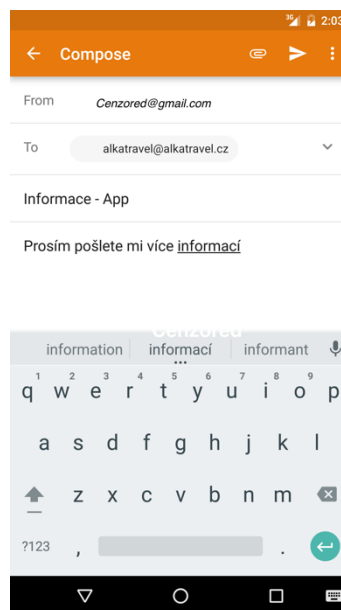 3G 2:03
Compose
From Cenzored@gmail.com
To alkatravel@alkatravel.cz
Informace - App
Prosím pošlete mi více informací
Cenzored
information informací informant
1 2 3 4 5 6 7 8 9
q w e r t y u i o p
a s d f g h j k l
z x c v b n m
?123 , .